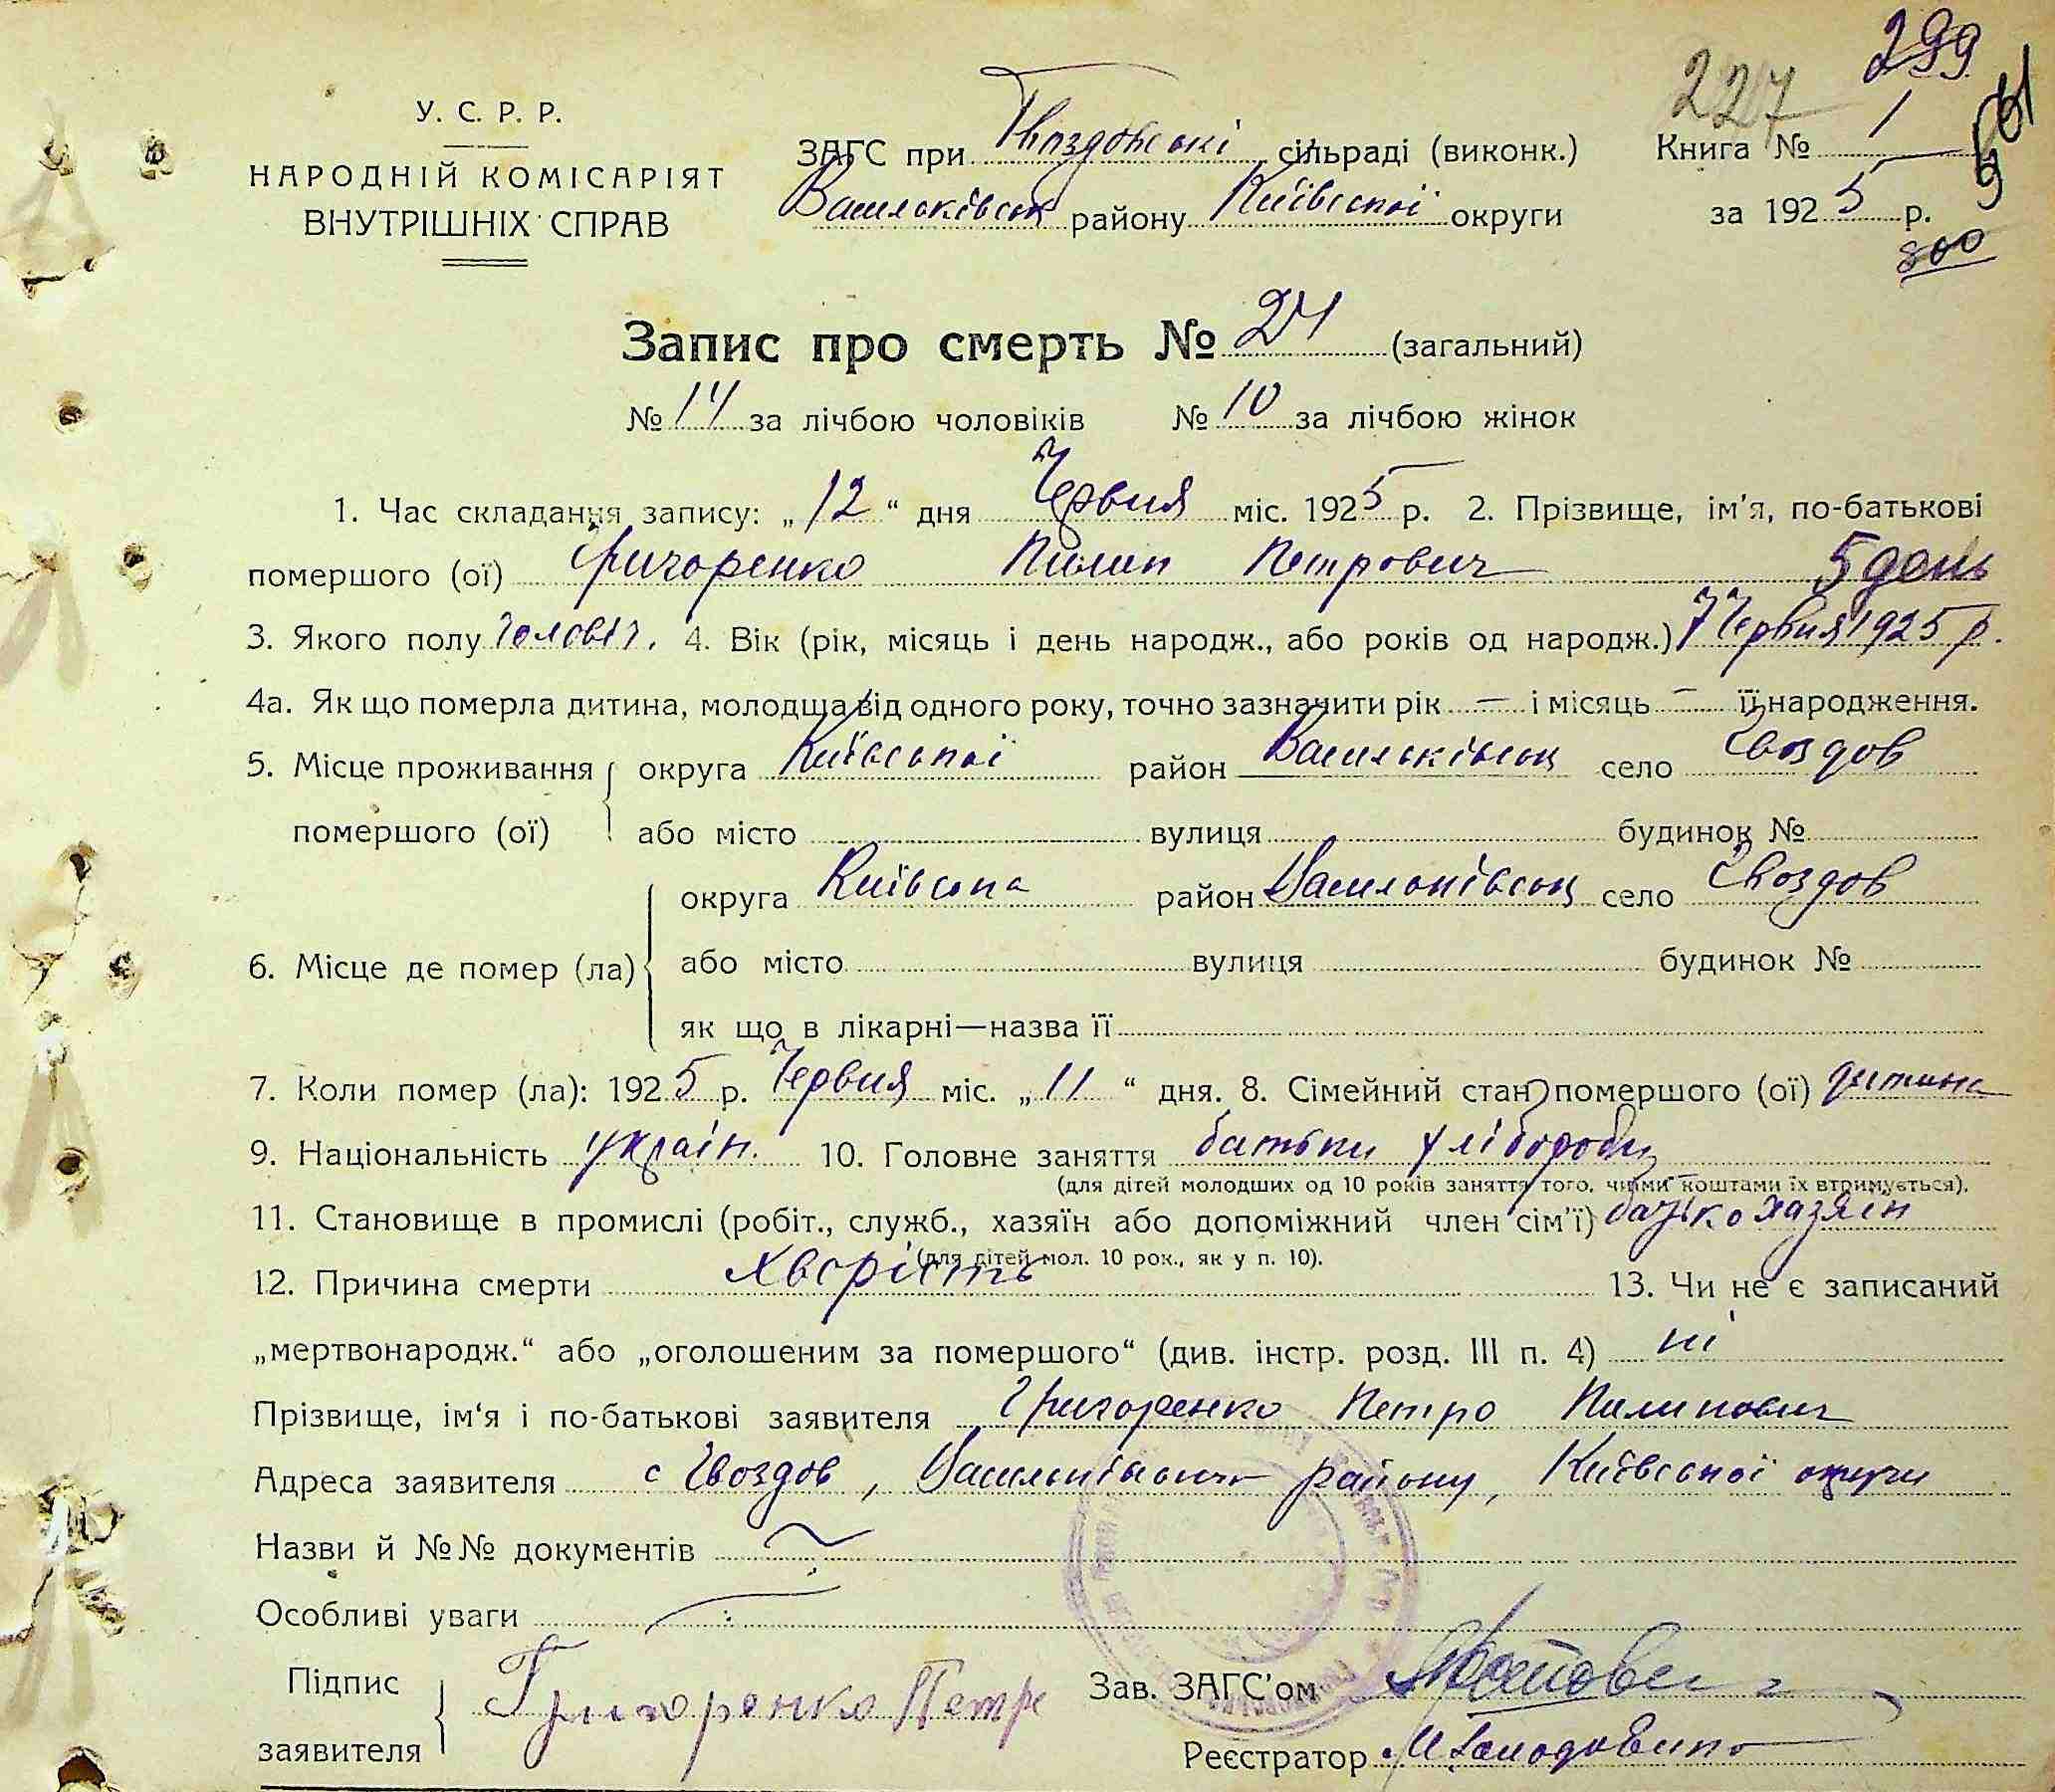 299
227
561
У. С. Р. Р.
НАРОДНІЙ КОМІСАРІЯТ
ВНУТРІШНІХ СПРАВ
ЗАГС при Гвоздовські сільраді (виконк.)
Васильківськ району Київської округи
Книга № 1
за 1925 р.
300
Запис про смерть № 24 (загальний)
№ 14 за лічбою чоловіків № 10 за лічбою жінок
1. Час складання запису: „12“ дня Червня міс. 1925 р. 2. Прізвище, ім'я, по-батькові
помершого (ої) Григоренко Пилип Петрович 5 день
3. Якого полу чоловіч. 4. Вік (рік, місяць і день народж., або років од народж.) 7 Червня 1925 р.
4а. Як що померла дитина, молодща від одного року, точно зазначити рік — і місяць — її народження.
5. Місце проживання округа Київської район Васильківськ село Гвоздов
помершого (ої) або місто вулиця будинок №
округа Київська район Васильківськ село Гвоздов
6. Місце де помер (ла) або місто вулиця будинок №
як що в лікарні—назва її
7. Коли помер (ла): 1925 р. Червня міс. „11“ дня. 8. Сімейний стан помершого (ої) дитина
9. Національність україн. 10. Головне заняття батьки хлібороби
(для дітей молодших од 10 років заняття того, чиїми коштами їх втримується).
11. Становище в промислі (робіт., служб., хазяїн або допоміжний член сім'ї) батько хазяїн
(для дітей мол. 10 рок., як у п. 10).
12. Причина смерти хворість 13. Чи не є записаний
„мертвонародж.“ або „оголошеним за помершого“ (див. інстр. розд. III п. 4) ні
Прізвище, ім'я і по-батькові заявителя Григоренко Петро Пилипович
Адреса заявителя с Гвоздов, Васильківськ району, Київської округи
Назви й №№ документів
Особливі уваги
Підпис
заявителя Григоренко Петро
Зав. ЗАГС'ом
Реєстратор